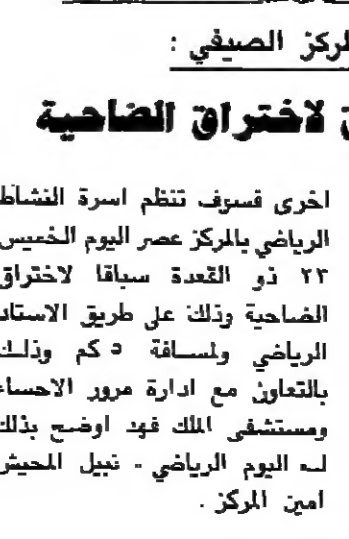 لمركز الصيفي :
لاختراق الضاحية
اخرى فسوف تنظم اسرة النشاط
الرياضي بالمركز عصر اليوم الخميس
٢٣ ذو القعدة سباقا لاختراق
الضاحية وذلك على طريق الاستاد
الرياضي ولمسافة ٥ كم وذلك
بالتعاون مع ادارة مرور الاحساء
ومستشفى الملك فهد اوضح بذلك
لـ اليوم الرياضي - نبيل المحيش
امين المركز .